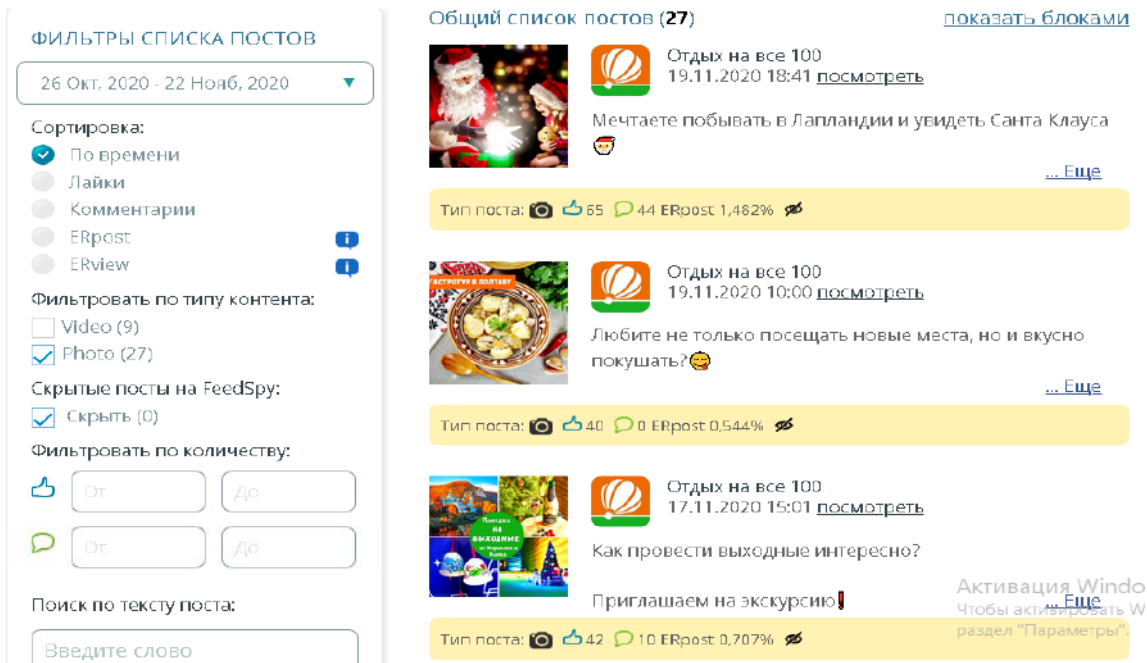 ФИЛЬТРЫ СПИСКА ПОСТОВ
26 Окт, 2020 - 22 Нояб, 2020
Сортировка:
По времени
Лайки
Комментарии
ERpost
ERview
Фильтровать по типу контента:
Video (9)
Photo (27)
Скрытые посты на FeedSpy:
Скрыть (0)
Фильтровать по количеству:
От До
От До
Поиск по тексту поста:
Введите слово
Общий список постов (27) показать блоками
Отдых на все 100
19.11.2020 18:41 посмотреть
Мечтаете побывать в Лапландии и увидеть Санта Клауса
🎅
... Еще
Тип поста: 65 44 ERpost 1,482%
ГАСТРОТУР В ПОЛТАВУ
Отдых на все 100
19.11.2020 10:00 посмотреть
Любите не только посещать новые места, но и вкусно
покушать?😋
... Еще
Тип поста: 40 0 ERpost 0,544%
Поездки
на
ВЫХОДНЫЕ
из Харькова и
Киева
Отдых на все 100
17.11.2020 15:01 посмотреть
Как провести выходные интересно?
Приглашаем на экскурсию❗
... Еще
Тип поста: 42 10 ERpost 0,707%
Активация Windo
Чтобы активировать W
раздел "Параметры".